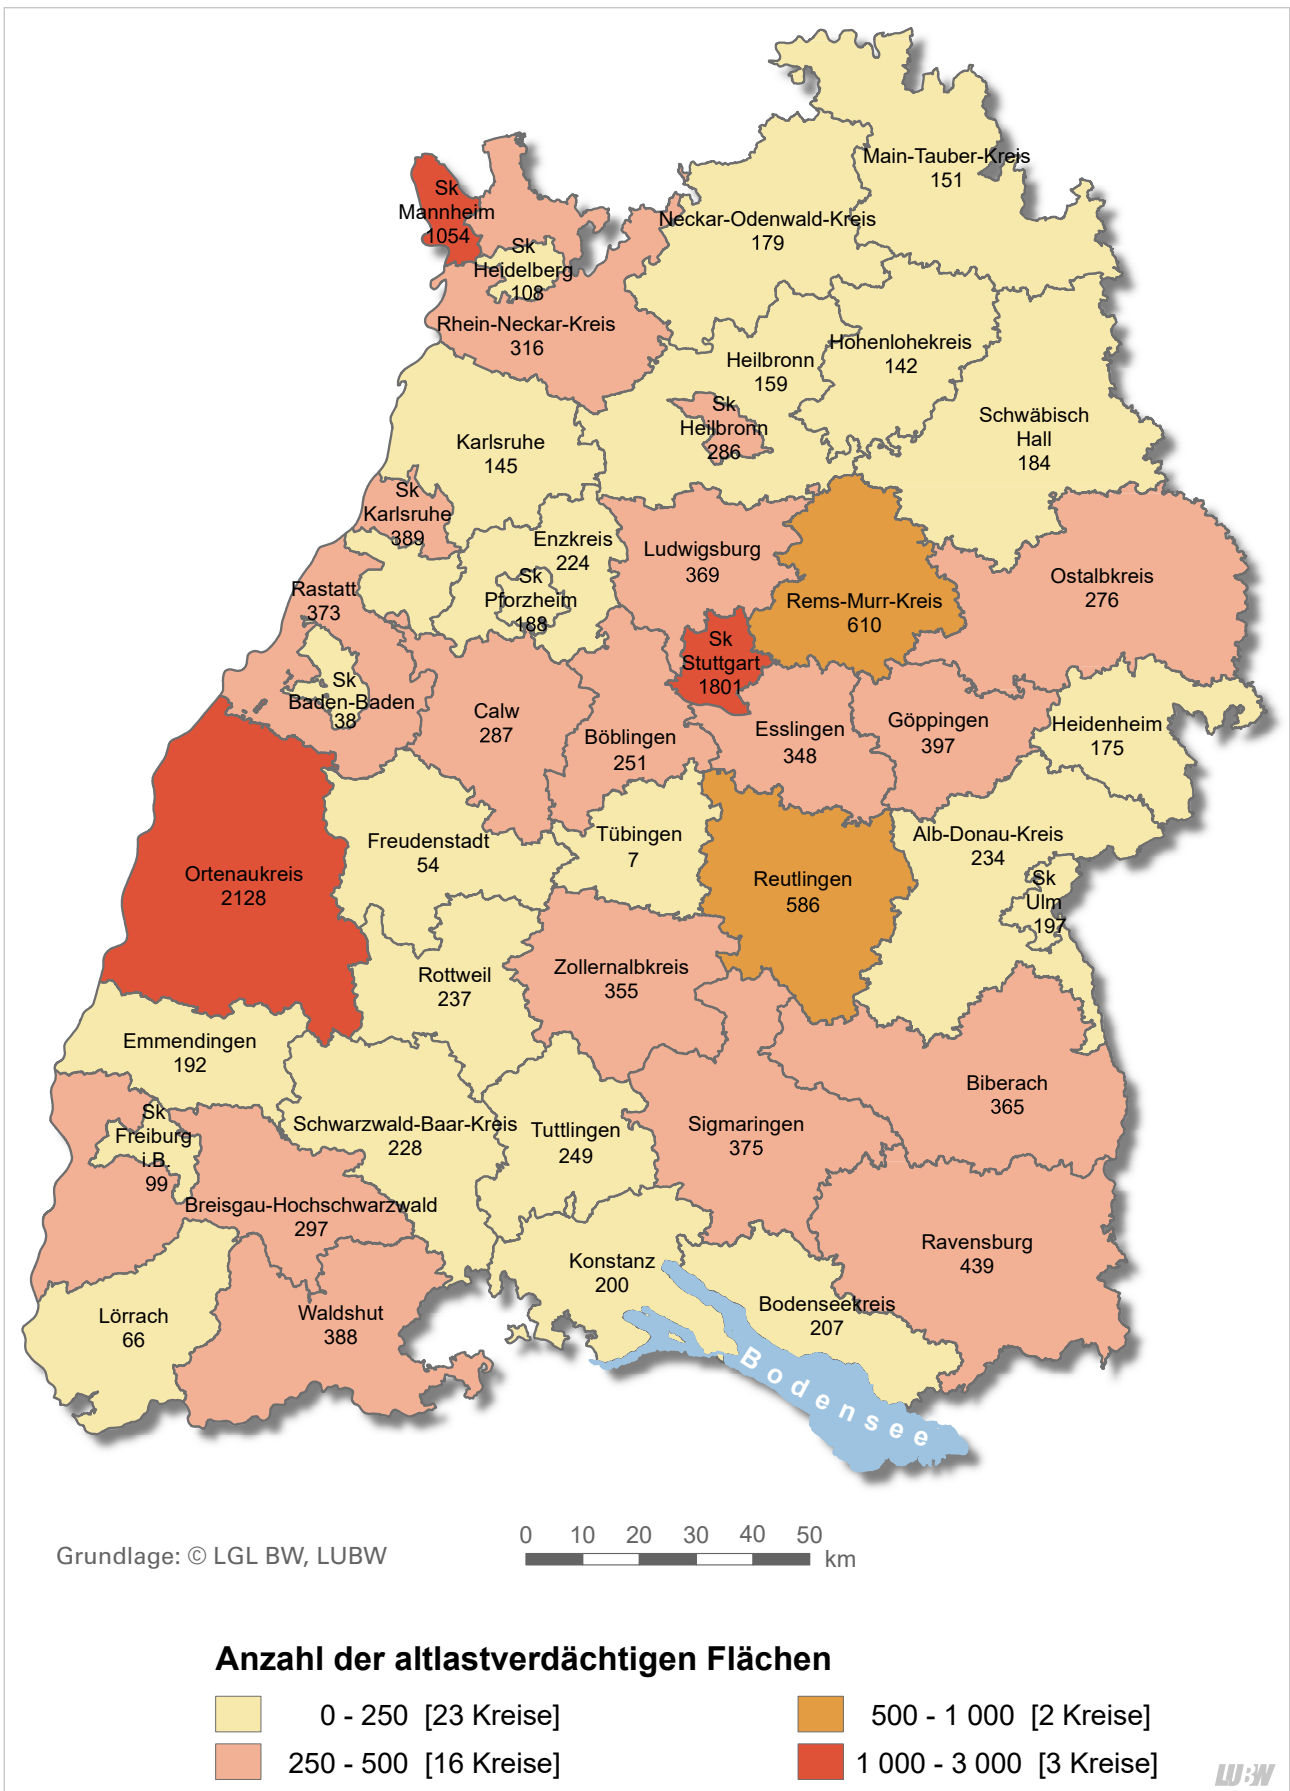 Main-Tauber-Kreis
151
Sk
Mannheim
1054
Neckar-Odenwald-Kreis
179
Sk
Heidelberg
108
Rhein-Neckar-Kreis
316
Hohenlohekreis
142
Heilbronn
159
Sk
Heilbronn
286
Schwäbisch
Hall
184
Karlsruhe
145
Sk
Karlsruhe
389
Enzkreis
224
Ludwigsburg
369
Sk
Pforzheim
188
Rastatt
373
Rems-Murr-Kreis
610
Ostalbkreis
276
Sk
Stuttgart
1801
Sk
Baden-Baden
38
Calw
287
Böblingen
251
Esslingen
348
Göppingen
397
Heidenheim
175
Freudenstadt
54
Tübingen
7
Alb-Donau-Kreis
234
Ortenaukreis
2128
Reutlingen
586
Sk
Ulm
197
Rottweil
237
Zollernalbkreis
355
Emmendingen
192
Biberach
365
Sk
Freiburg
i.B.
99
Schwarzwald-Baar-Kreis
228
Tuttlingen
249
Sigmaringen
375
Breisgau-Hochschwarzwald
297
Ravensburg
439
Konstanz
200
Bodenseekreis
207
Lörrach
66
Waldshut
388
Bodensee
0 10 20 30 40 50
km
Grundlage: © LGL BW, LUBW
Anzahl der altlastverdächtigen Flächen
0 - 250 [23 Kreise]
250 - 500 [16 Kreise]
500 - 1 000 [2 Kreise]
1 000 - 3 000 [3 Kreise]
LUBW